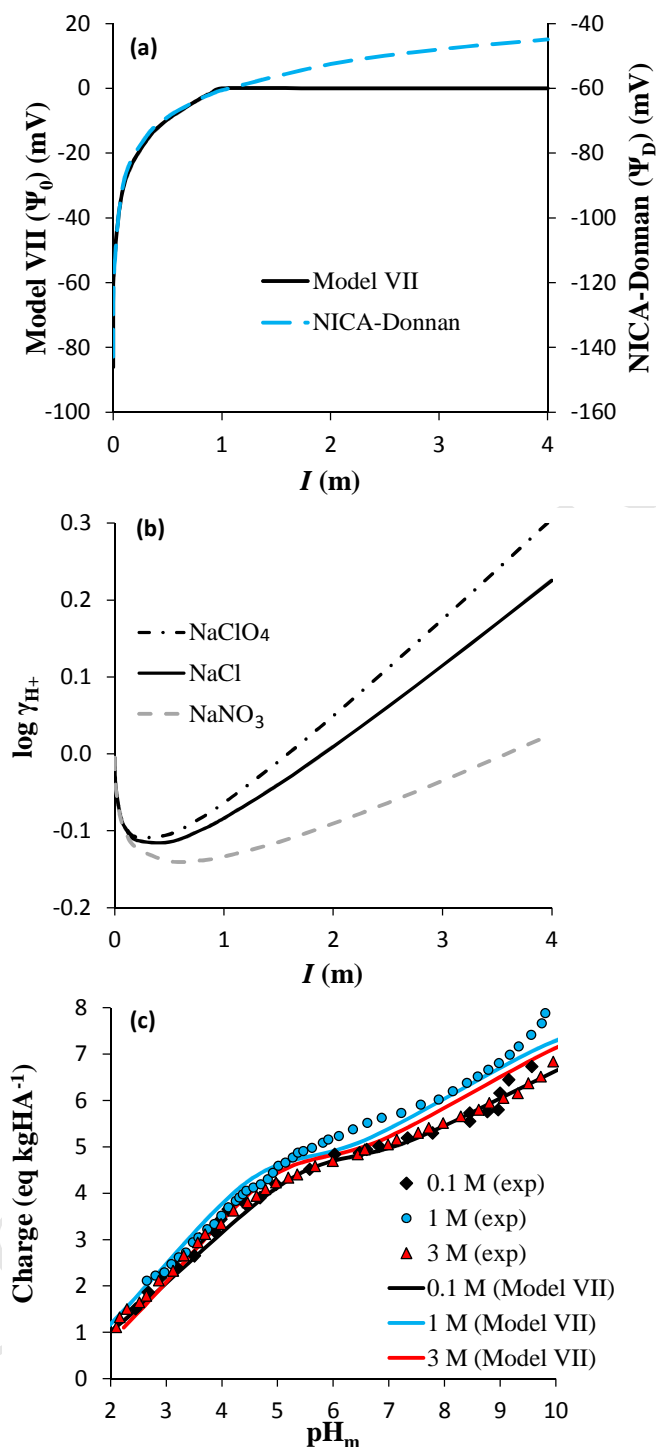 (a)
20
0
-20
-40
-60
-80
-100
Model VII (Ψ0) (mV)
-40
-60
-80
-100
-120
-140
-160
NICA-Donnan (ΨD) (mV)
Model VII
NICA-Donnan
0 1 2 3 4
I (m)
(b)
0.3
0.2
0.1
0.0
-0.1
-0.2
log γH+
NaClO4
NaCl
NaNO3
0 1 2 3 4
I (m)
(c)
8
7
6
5
4
3
2
1
0
Charge (eq kgHA-1)
0.1 M (exp)
1 M (exp)
3 M (exp)
0.1 M (Model VII)
1 M (Model VII)
3 M (Model VII)
2 3 4 5 6 7 8 9 10
pHm